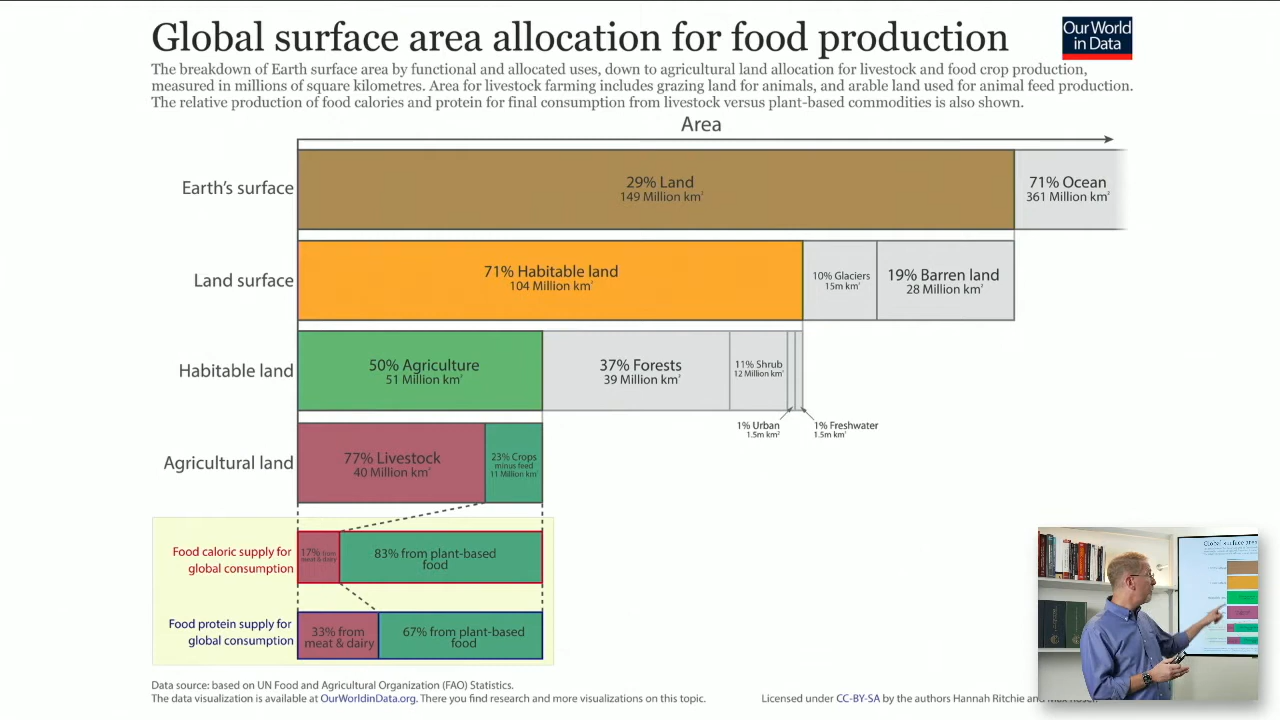 Global surface area allocation for food production
Our World
in Data
The breakdown of Earth surface area by functional and allocated uses, down to agricultural land allocation for livestock and food crop production,
measured in millions of square kilometres. Area for livestock farming includes grazing land for animals, and arable land used for animal feed production.
The relative production of food calories and protein for final consumption from livestock versus plant-based commodities is also shown.
Area
Earth's surface
29% Land
149 Million km²
71% Ocean
361 Million km²
Land surface
71% Habitable land
104 Million km²
10% Glaciers
15m km²
19% Barren land
28 Million km²
Habitable land
50% Agriculture
51 Million km²
37% Forests
39 Million km²
11% Shrub
12 Million km²
1% Urban
1.5m km²
1% Freshwater
1.5m km²
Agricultural land
77% Livestock
40 Million km²
23% Crops
minus feed
11 Million km²
Food caloric supply for
global consumption
17% from
meat & dairy
83% from plant-based
food
Food protein supply for
global consumption
33% from
meat & dairy
67% from plant-based
food
Data source: based on UN Food and Agricultural Organization (FAO) Statistics.
The data visualization is available at OurWorldinData.org. There you find research and more visualizations on this topic.
Licensed under CC-BY-SA by the authors Hannah Ritchie and
Global surface area